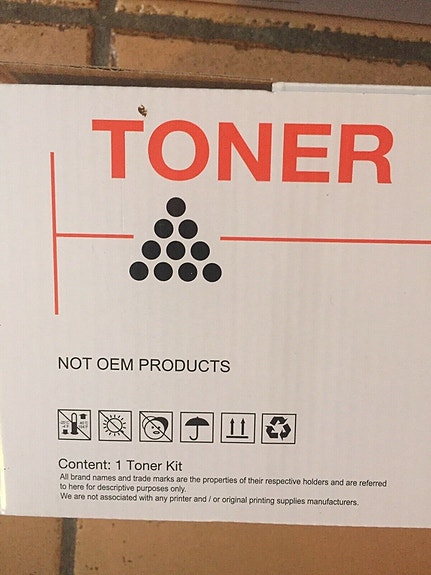 TONER
NOT OEM PRODUCTS
Content: 1 Toner Kit
All brand names and trade marks are the properties of their respective holders and are referred
to here for descriptive purposes only.
We are not associated with any printer and / or original printing supplies manufacturers.